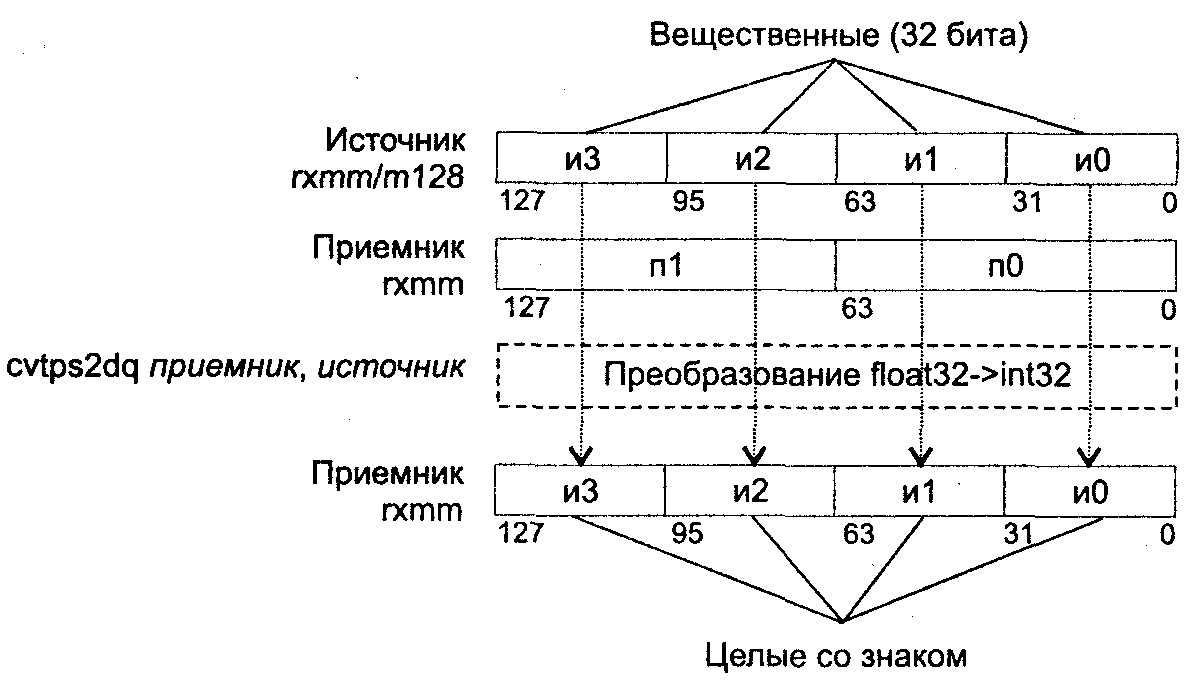 Вещественные (32 бита)
Источник
rxmm/m128
и3 и2 и1 и0
127 95 63 31 0
Приемник
rxmm
п1 п0
127 63 0
cvtps2dq приемник, источник
Преобразование float32->int32
Приемник
rxmm
и3 и2 и1 и0
127 95 63 31 0
Целые со знаком